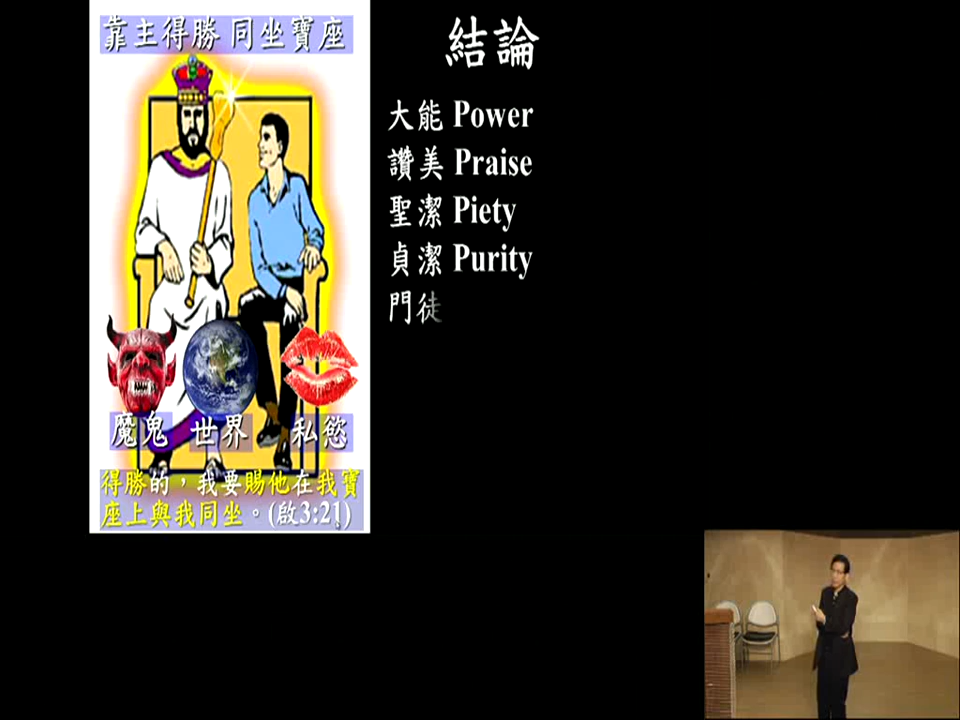 靠主得勝 同坐寶座
魔鬼 世界 私慾
得勝的，我要賜他在我寶
座上與我同坐。(啟3:21)
結論
大能 Power
讚美 Praise
聖潔 Piety
貞潔 Purity
門徒